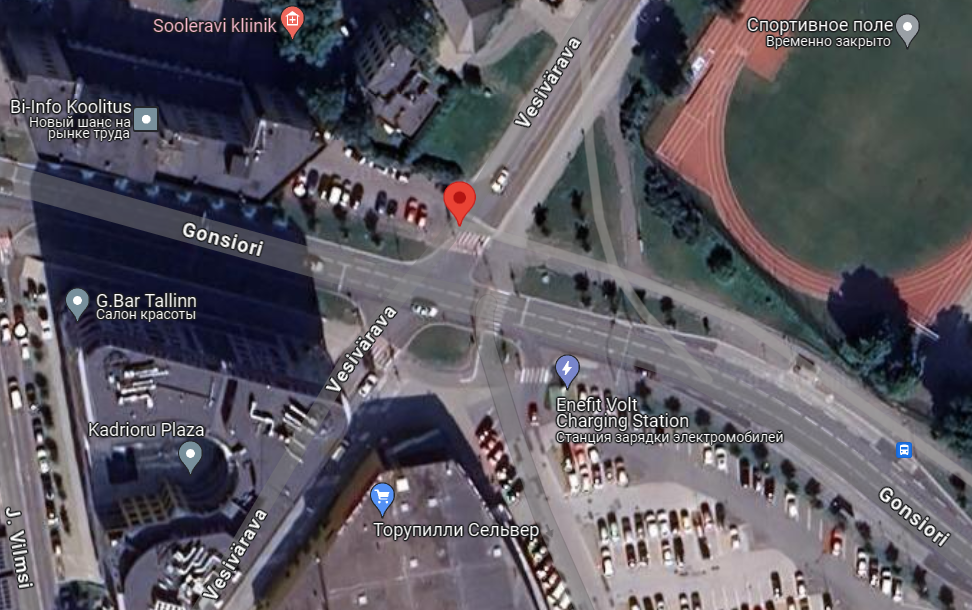 Sooleravi kliinik
Спортивное поле
Временно закрыто
Vesivärava
Bi-Info Koolitus
Новый шанс на
рынке труда
Gonsiori
G.Bar Tallinn
Салон красоты
Vesivärava
Enefit Volt
Charging Station
Станция зарядки электромобилей
Kadrioru Plaza
Торупилли Сельвер
Gonsiori
J. Vilmsi
Vesivärava